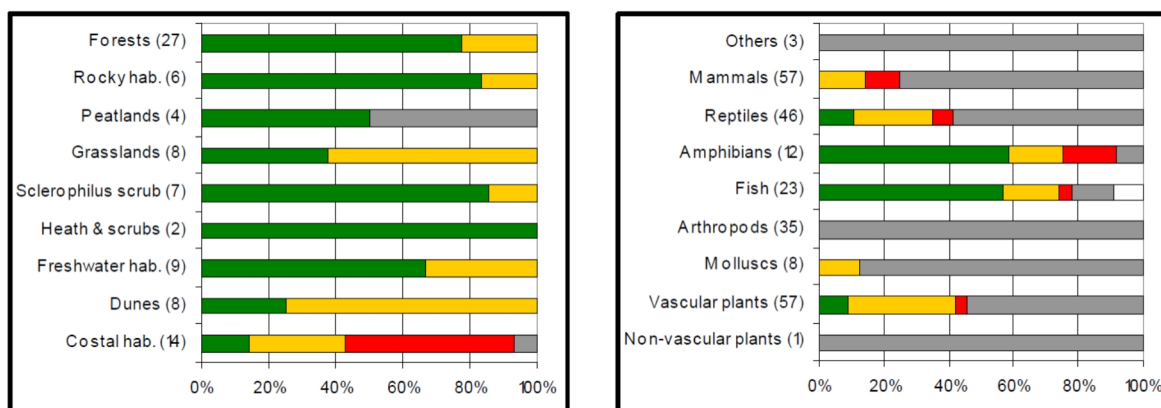 Forests (27)
Rocky hab. (6)
Peatlands (4)
Grasslands (8)
Sclerophilus scrub (7)
Heath & scrubs (2)
Freshwater hab. (9)
Dunes (8)
Costal hab. (14)
0% 20% 40% 60% 80% 100%
Others (3)
Mammals (57)
Reptiles (46)
Amphibians (12)
Fish (23)
Arthropods (35)
Molluscs (8)
Vascular plants (57)
Non-vascular plants (1)
0% 20% 40% 60% 80% 100%